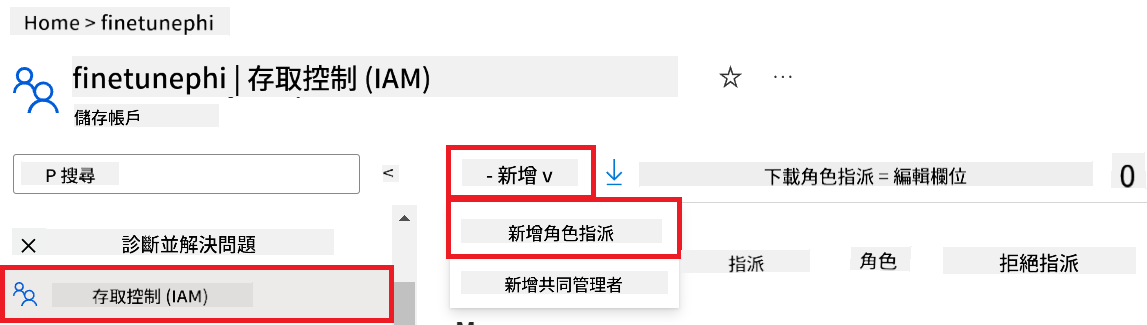 Home > finetunephi
finetunephi | 存取控制 (IAM)
儲存帳戶
P 搜尋
<
- 新增 v
下載角色指派 = 編輯欄位
0
新增角色指派
診斷並解決問題
指派
角色
拒絕指派
新增共同管理者
存取控制 (IAM)